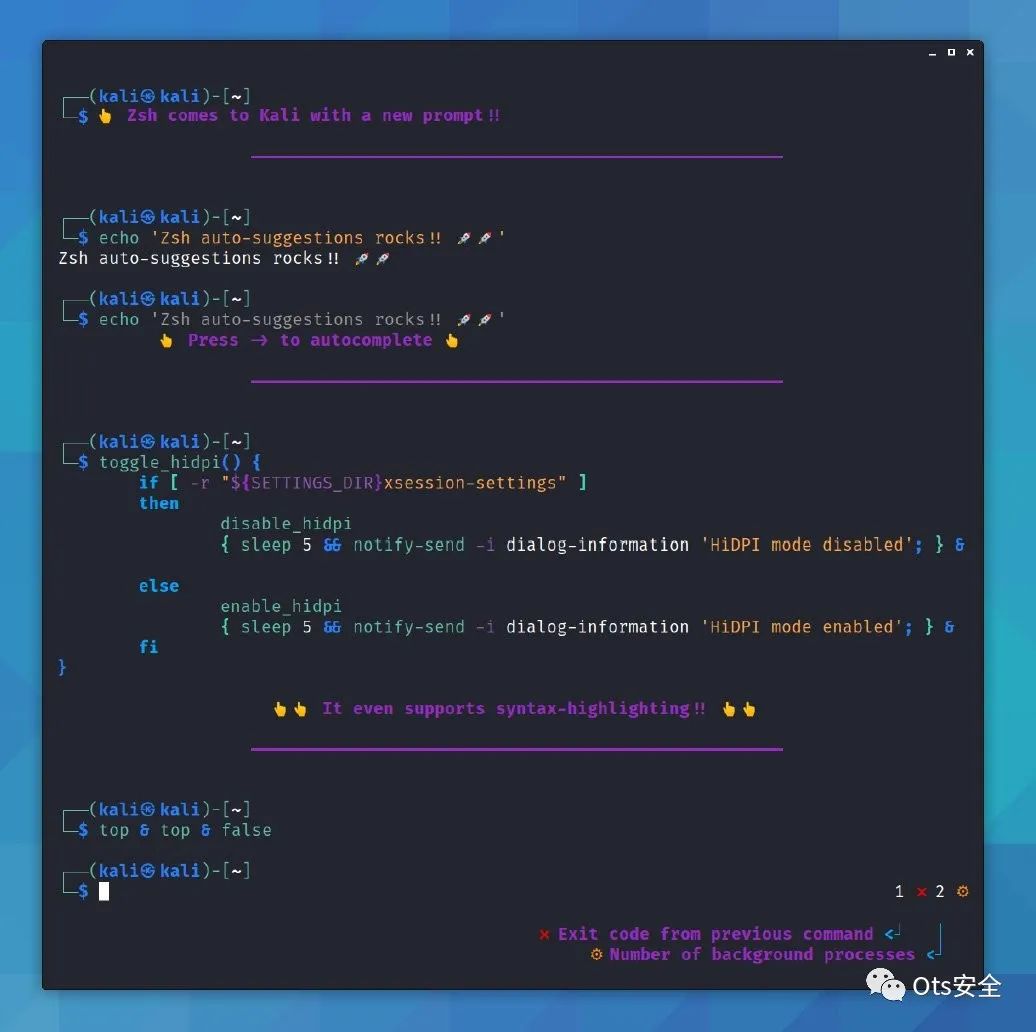 ┌──(kali㉿kali)-[~]
└─$ 👆 Zsh comes to Kali with a new prompt!!
┌──(kali㉿kali)-[~]
└─$ echo 'Zsh auto-suggestions rocks!! 🚀🚀'
Zsh auto-suggestions rocks!! 🚀🚀
┌──(kali㉿kali)-[~]
└─$ echo 'Zsh auto-suggestions rocks!! 🚀🚀'
👆 Press → to autocomplete 👆
┌──(kali㉿kali)-[~]
└─$ toggle_hidpi() {
if [ -r "${SETTINGS_DIR}xsession-settings" ]
then
disable_hidpi
{ sleep 5 && notify-send -i dialog-information 'HiDPI mode disabled'; } &
else
enable_hidpi
{ sleep 5 && notify-send -i dialog-information 'HiDPI mode enabled'; } &
fi
}
👆👆 It even supports syntax-highlighting!! 👆👆
┌──(kali㉿kali)-[~]
└─$ top & top & false
┌──(kali㉿kali)-[~]
└─$ 1 ⨯ 2 ⚙
⨯ Exit code from previous command
⚙ Number of background processes
Ots安全